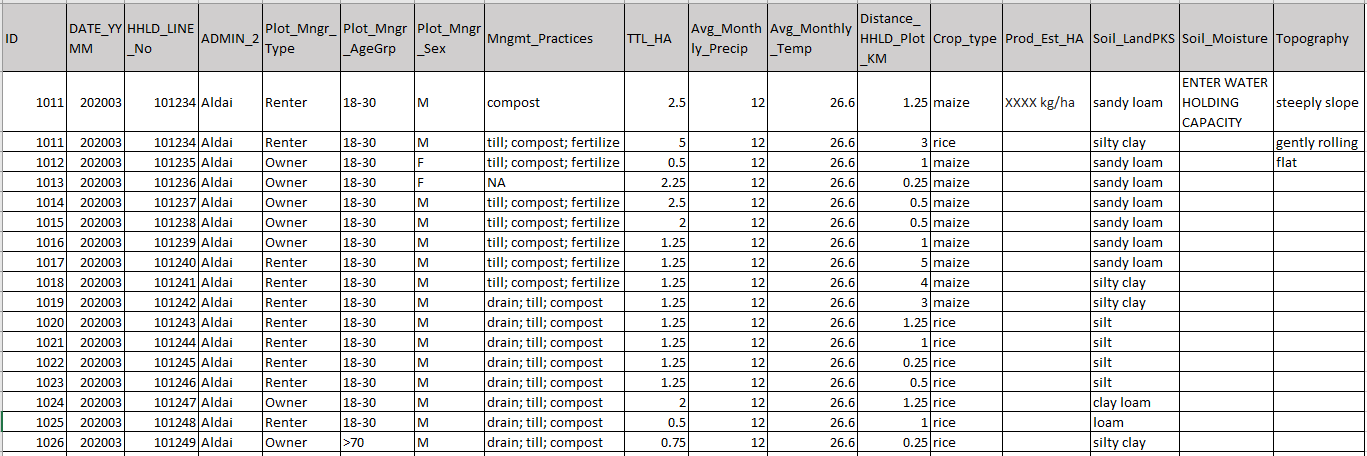 ID DATE_YYMM HHLD_LINE_No ADMIN_2 Plot_Mngr_Type Plot_Mngr_AgeGrp Plot_Mngr_Sex Mngmt_Practices TTL_HA Avg_Monthly_Precip Avg_Monthly_Temp Distance_HHLD_Plot_KM Crop_type Prod_Est_HA Soil_LandPKS Soil_Moisture Topography
1011 202003 101234 Aldai Renter 18-30 M compost 2.5 12 26.6 1.25 maize XXXX kg/ha sandy loam ENTER WATER HOLDING CAPACITY steeply slope
1011 202003 101234 Aldai Renter 18-30 M till; compost; fertilize 5 12 26.6 3 rice silty clay gently rolling
1012 202003 101235 Aldai Owner 18-30 F till; compost; fertilize 0.5 12 26.6 1 maize sandy loam flat
1013 202003 101236 Aldai Owner 18-30 F NA 2.25 12 26.6 0.25 maize sandy loam
1014 202003 101237 Aldai Owner 18-30 M till; compost; fertilize 2.5 12 26.6 0.5 maize sandy loam
1015 202003 101238 Aldai Owner 18-30 M till; compost; fertilize 2 12 26.6 0.5 maize sandy loam
1016 202003 101239 Aldai Owner 18-30 M till; compost; fertilize 1.25 12 26.6 1 maize sandy loam
1017 202003 101240 Aldai Renter 18-30 M till; compost; fertilize 1.25 12 26.6 5 maize sandy loam
1018 202003 101241 Aldai Renter 18-30 M till; compost; fertilize 1.25 12 26.6 4 maize silty clay
1019 202003 101242 Aldai Renter 18-30 M drain; till; compost 1.25 12 26.6 3 maize silty clay
1020 202003 101243 Aldai Renter 18-30 M drain; till; compost 1.25 12 26.6 1.25 rice silt
1021 202003 101244 Aldai Renter 18-30 M drain; till; compost 1.25 12 26.6 1 rice silt
1022 202003 101245 Aldai Renter 18-30 M drain; till; compost 1.25 12 26.6 0.25 rice silt
1023 202003 101246 Aldai Renter 18-30 M drain; till; compost 1.25 12 26.6 0.5 rice silt
1024 202003 101247 Aldai Owner 18-30 M drain; till; compost 2 12 26.6 1.25 rice clay loam
1025 202003 101248 Aldai Renter 18-30 M drain; till; compost 0.5 12 26.6 1 rice loam
1026 202003 101249 Aldai Owner >70 M drain; till; compost 0.75 12 26.6 0.25 rice silty clay